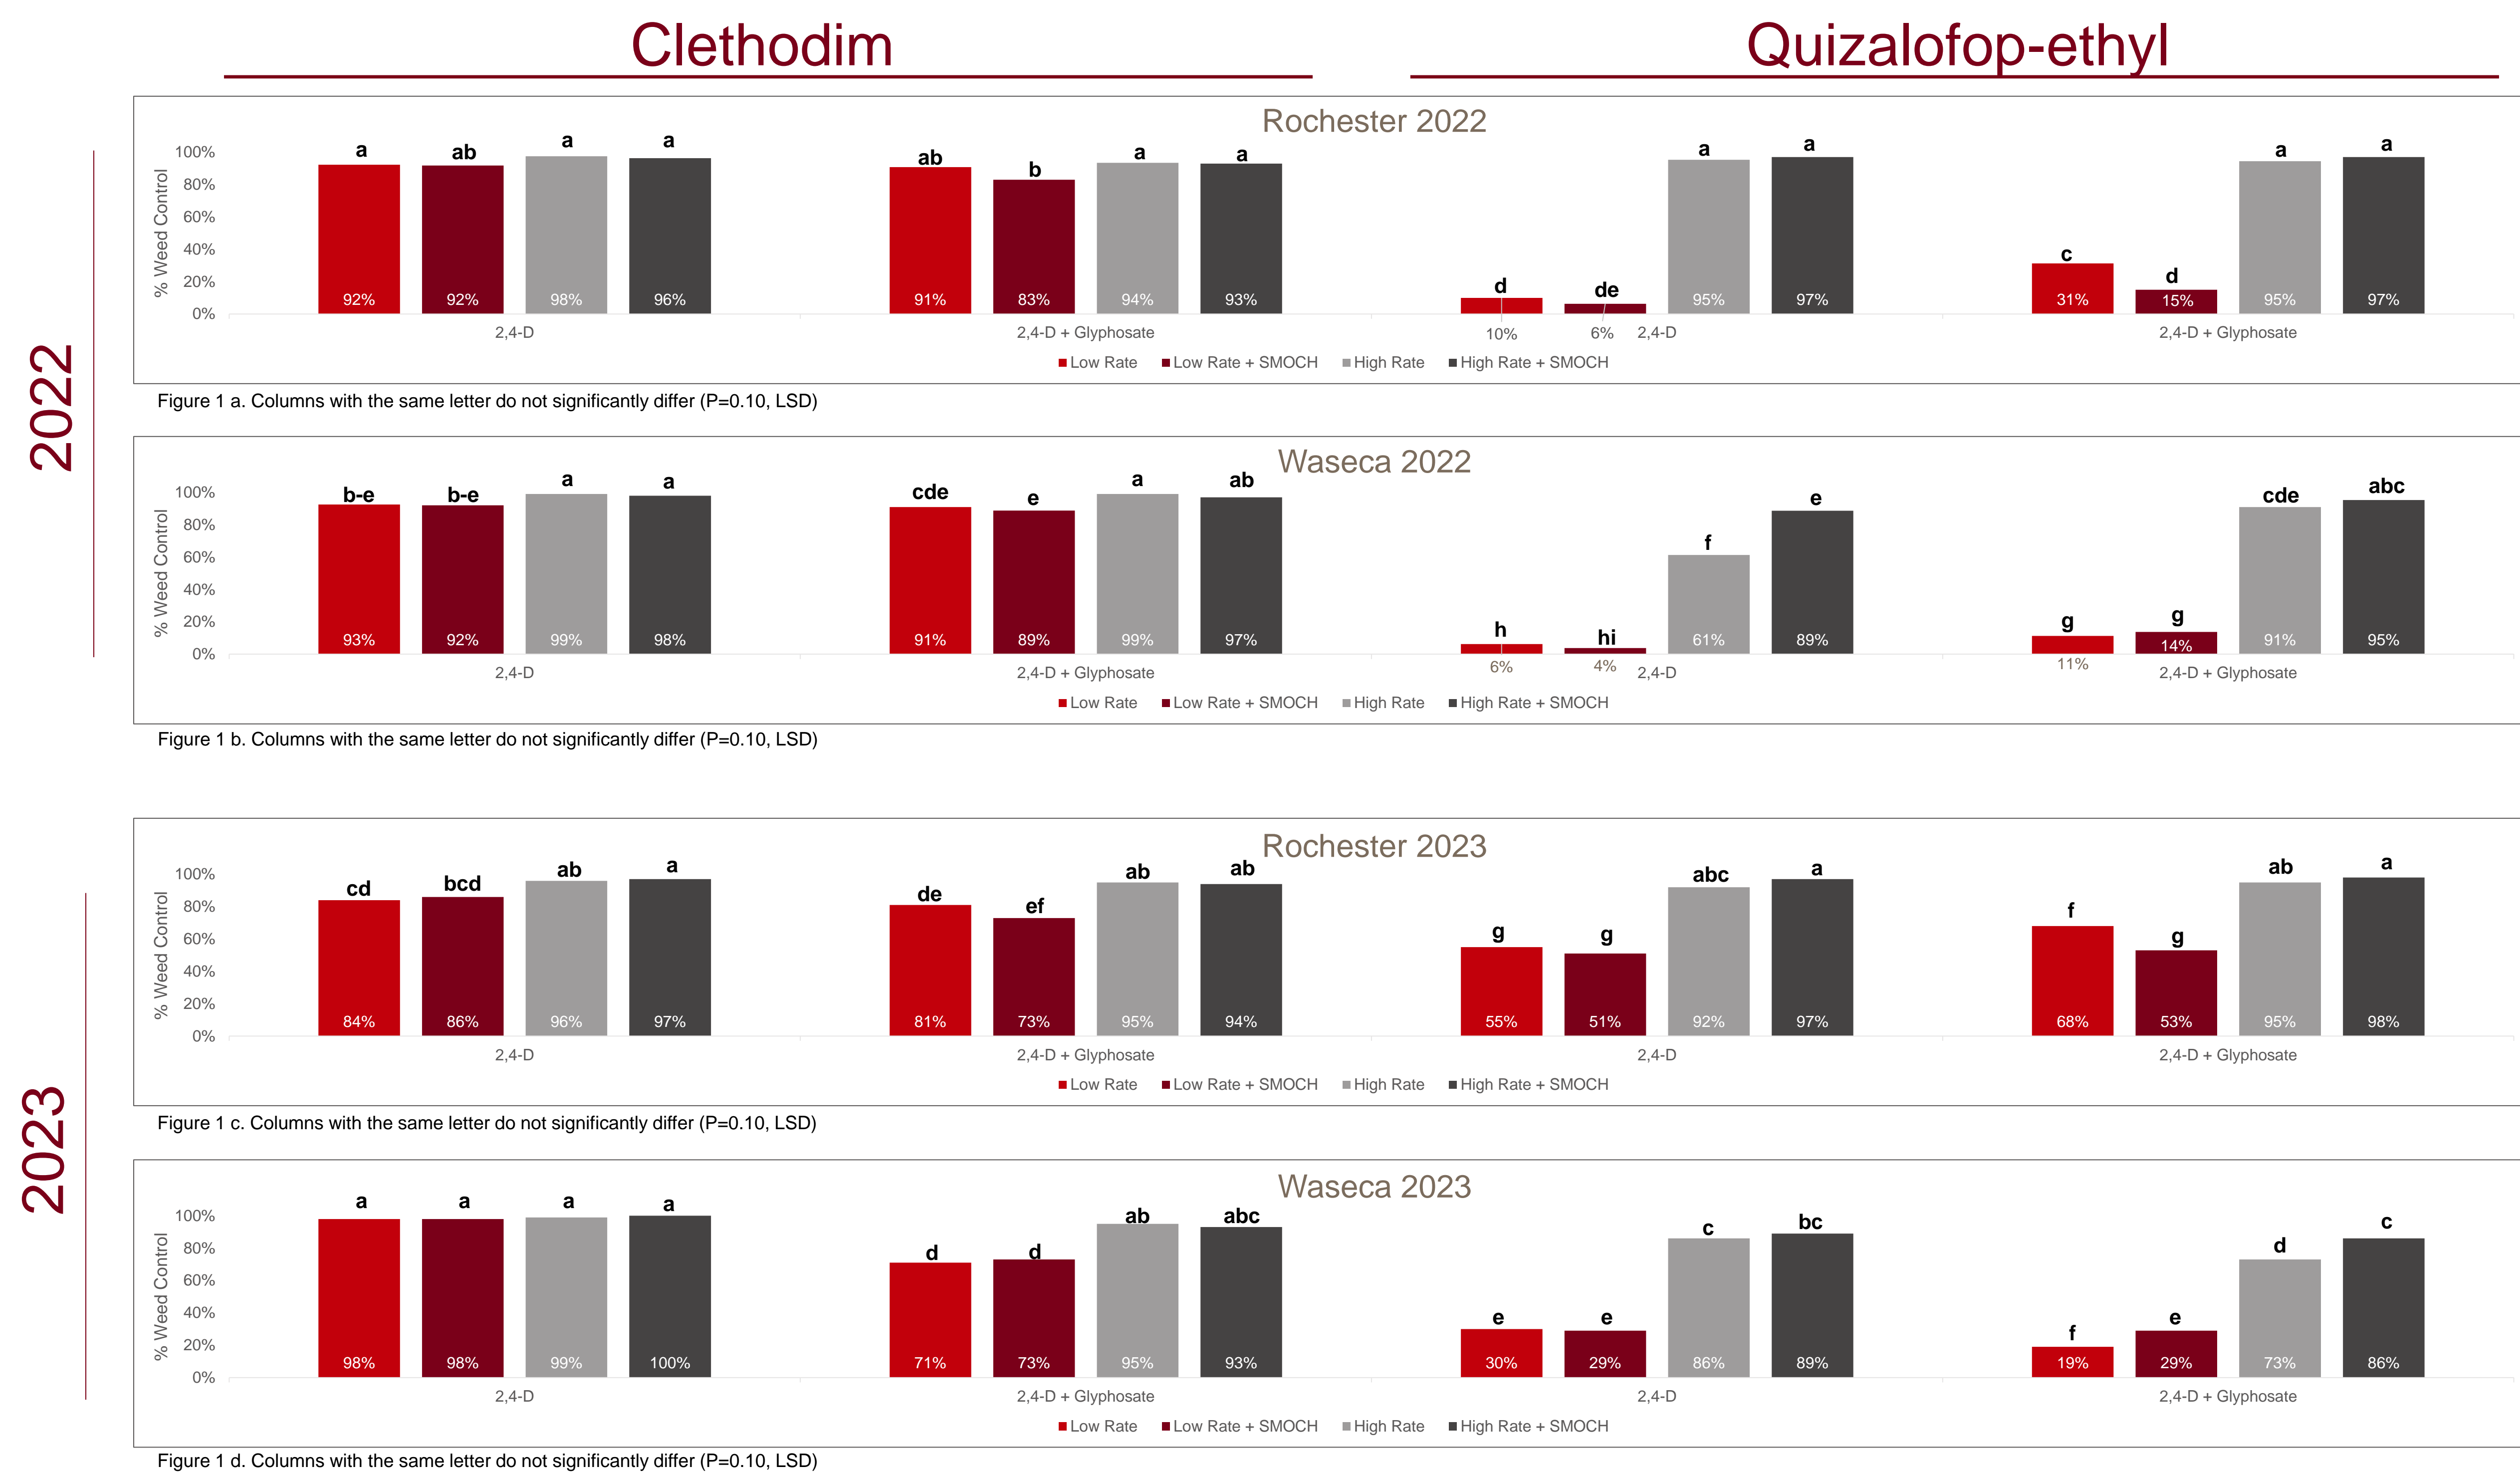 Clethodim
Quizalofop-ethyl
2022
Rochester 2022
% Weed Control
100%
80%
60%
40%
20%
0%
a ab a a
ab b a a
d de a a
c d a a
92% 92% 98% 96%
91% 83% 94% 93%
10% 6% 95% 97%
31% 15% 95% 97%
2,4-D
2,4-D + Glyphosate
2,4-D
2,4-D + Glyphosate
Low Rate Low Rate + SMOCH High Rate High Rate + SMOCH
Figure 1 a. Columns with the same letter do not significantly differ (P=0.10, LSD)
Waseca 2022
% Weed Control
100%
80%
60%
40%
20%
0%
b-e b-e a a
cde e a ab
h hi f e
g g cde abc
93% 92% 99% 98%
91% 89% 99% 97%
6% 4% 61% 89%
11% 14% 91% 95%
2,4-D
2,4-D + Glyphosate
2,4-D
2,4-D + Glyphosate
Low Rate Low Rate + SMOCH High Rate High Rate + SMOCH
Figure 1 b. Columns with the same letter do not significantly differ (P=0.10, LSD)
2023
Rochester 2023
% Weed Control
100%
80%
60%
40%
20%
0%
cd bcd ab a
de ef ab ab
g g abc a
f g ab a
84% 86% 96% 97%
81% 73% 95% 94%
55% 51% 92% 97%
68% 53% 95% 98%
2,4-D
2,4-D + Glyphosate
2,4-D
2,4-D + Glyphosate
Low Rate Low Rate + SMOCH High Rate High Rate + SMOCH
Figure 1 c. Columns with the same letter do not significantly differ (P=0.10, LSD)
Waseca 2023
% Weed Control
100%
80%
60%
40%
20%
0%
a a a a
d d ab abc
e e c bc
f e d c
98% 98% 99% 100%
71% 73% 95% 93%
30% 29% 86% 89%
19% 29% 73% 86%
2,4-D
2,4-D + Glyphosate
2,4-D
2,4-D + Glyphosate
Low Rate Low Rate + SMOCH High Rate High Rate + SMOCH
Figure 1 d. Columns with the same letter do not significantly differ (P=0.10, LSD)